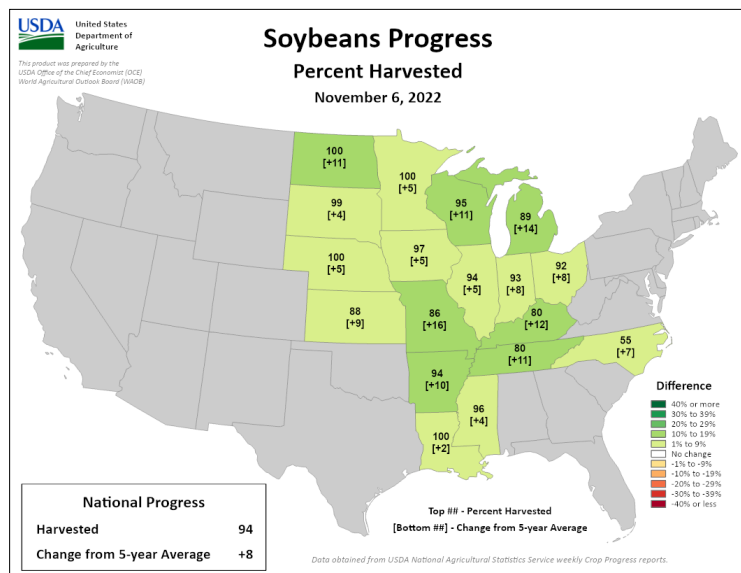 USDA
United States
Department of
Agriculture
This product was prepared by the
USDA Office of the Chief Economist (OCE)
World Agricultural Outlook Board (WAOB)
Soybeans Progress
Percent Harvested
November 6, 2022
100
[+11]
100
[+5]
95
[+11]
89
[+14]
99
[+4]
100
[+5]
97
[+5]
94
[+5]
93
[+8]
92
[+8]
88
[+9]
86
[+16]
80
[+12]
80
[+11]
55
[+7]
94
[+10]
96
[+4]
100
[+2]
Difference
40% or more
30% to 39%
20% to 29%
10% to 19%
1% to 9%
No change
-1% to -9%
-10% to -19%
-20% to -29%
-30% to -39%
-40% or less
National Progress
Harvested 94
Change from 5-year Average +8
Top ## - Percent Harvested
[Bottom ##] - Change from 5-year Average
Data obtained from USDA National Agricultural Statistics Service weekly Crop Progress reports.